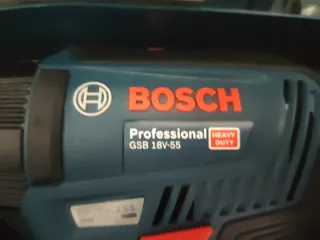 BOSCH
Professional
HEAVY
DUTY
GSB 18V-55